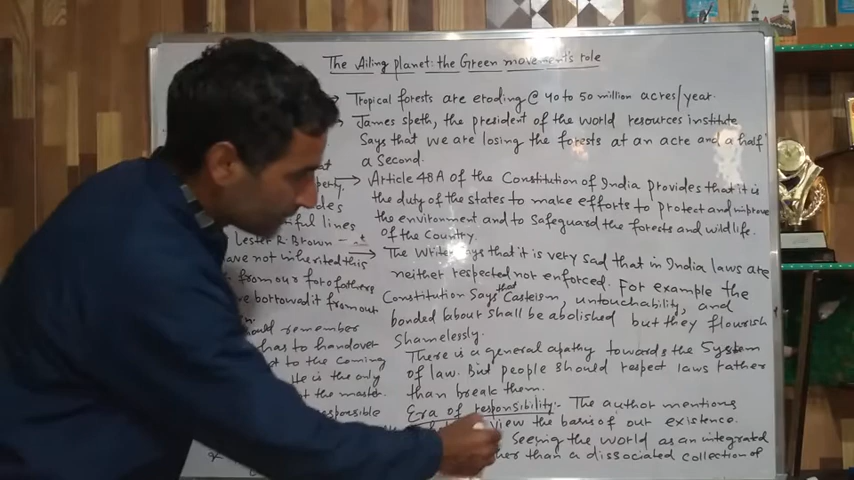 The Ailing planet: the Green movement's role
Tropical forests are eroding @ 40 to 50 million acres/year.
James speth, the president of the world resources institute
Says that we are losing the forests at an acre and a half
a Second.
Article 48A of the Constitution of India provides that it is
the duty of the states to make efforts to protect and improve
the environment and to safeguard the forests and wildlife.
of the Country.
The Writer says that it is very sad that in India laws are
neither respected not enforced. For example the
Constitution Says that Casteism, untouchability, and
bonded labour shall be abolished but they flourish
Shamelessly.
There is a general apathy towards the System
of law. But people should respect laws rather
than break them.
Era of responsibility:- The author mentions
view the basis of our existence.
Seeing the world as an integrated
than a dissociated collection of
lines
Lester R. Brown -
have not inherited this
from our forefathers
borrowed it from our
should remember
has to handover
to the coming
He is the only
the master.
responsible